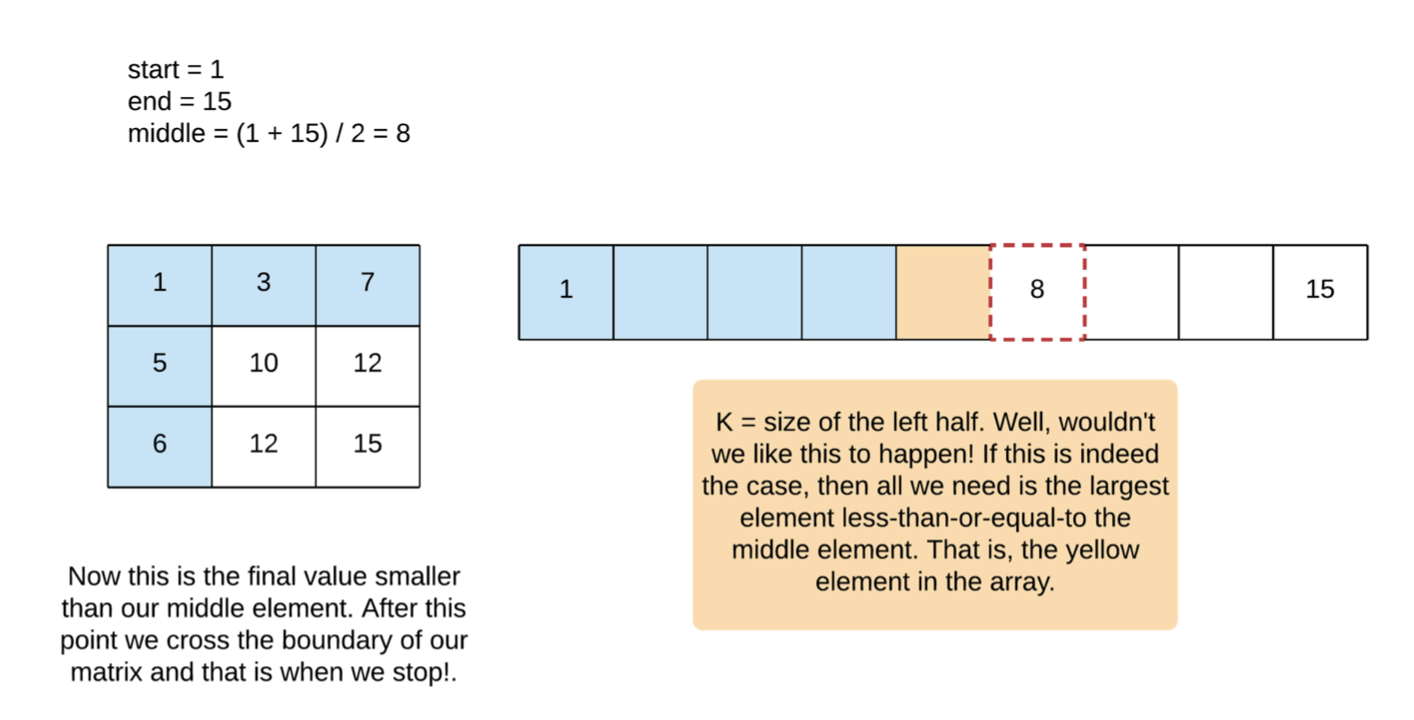 start = 1
end = 15
middle = (1 + 15) / 2 = 8
1 3 7
5 10 12
6 12 15
1 8 15
K = size of the left half. Well, wouldn't
we like this to happen! If this is indeed
the case, then all we need is the largest
element less-than-or-equal-to the
middle element. That is, the yellow
element in the array.
Now this is the final value smaller
than our middle element. After this
point we cross the boundary of our
matrix and that is when we stop!.